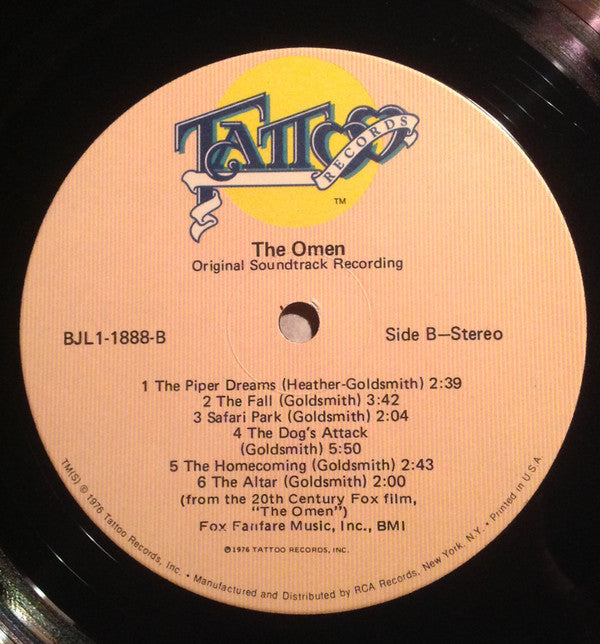 TATTOO
RECORDS
TM
The Omen
Original Soundtrack Recording
BJL1-1888-B
Side B—Stereo
1 The Piper Dreams (Heather-Goldsmith) 2:39
2 The Fall (Goldsmith) 3:42
3 Safari Park (Goldsmith) 2:04
4 The Dog's Attack
(Goldsmith) 5:50
5 The Homecoming (Goldsmith) 2:43
6 The Altar (Goldsmith) 2:00
(from the 20th Century Fox film,
"The Omen")
Fox Fanfare Music, Inc., BMI
℗1976 TATTOO RECORDS, INC.
TM(S) © 1976 Tattoo Records, Inc. • Manufactured and Distributed by RCA Records, New York, N.Y. • Printed in U.S.A.